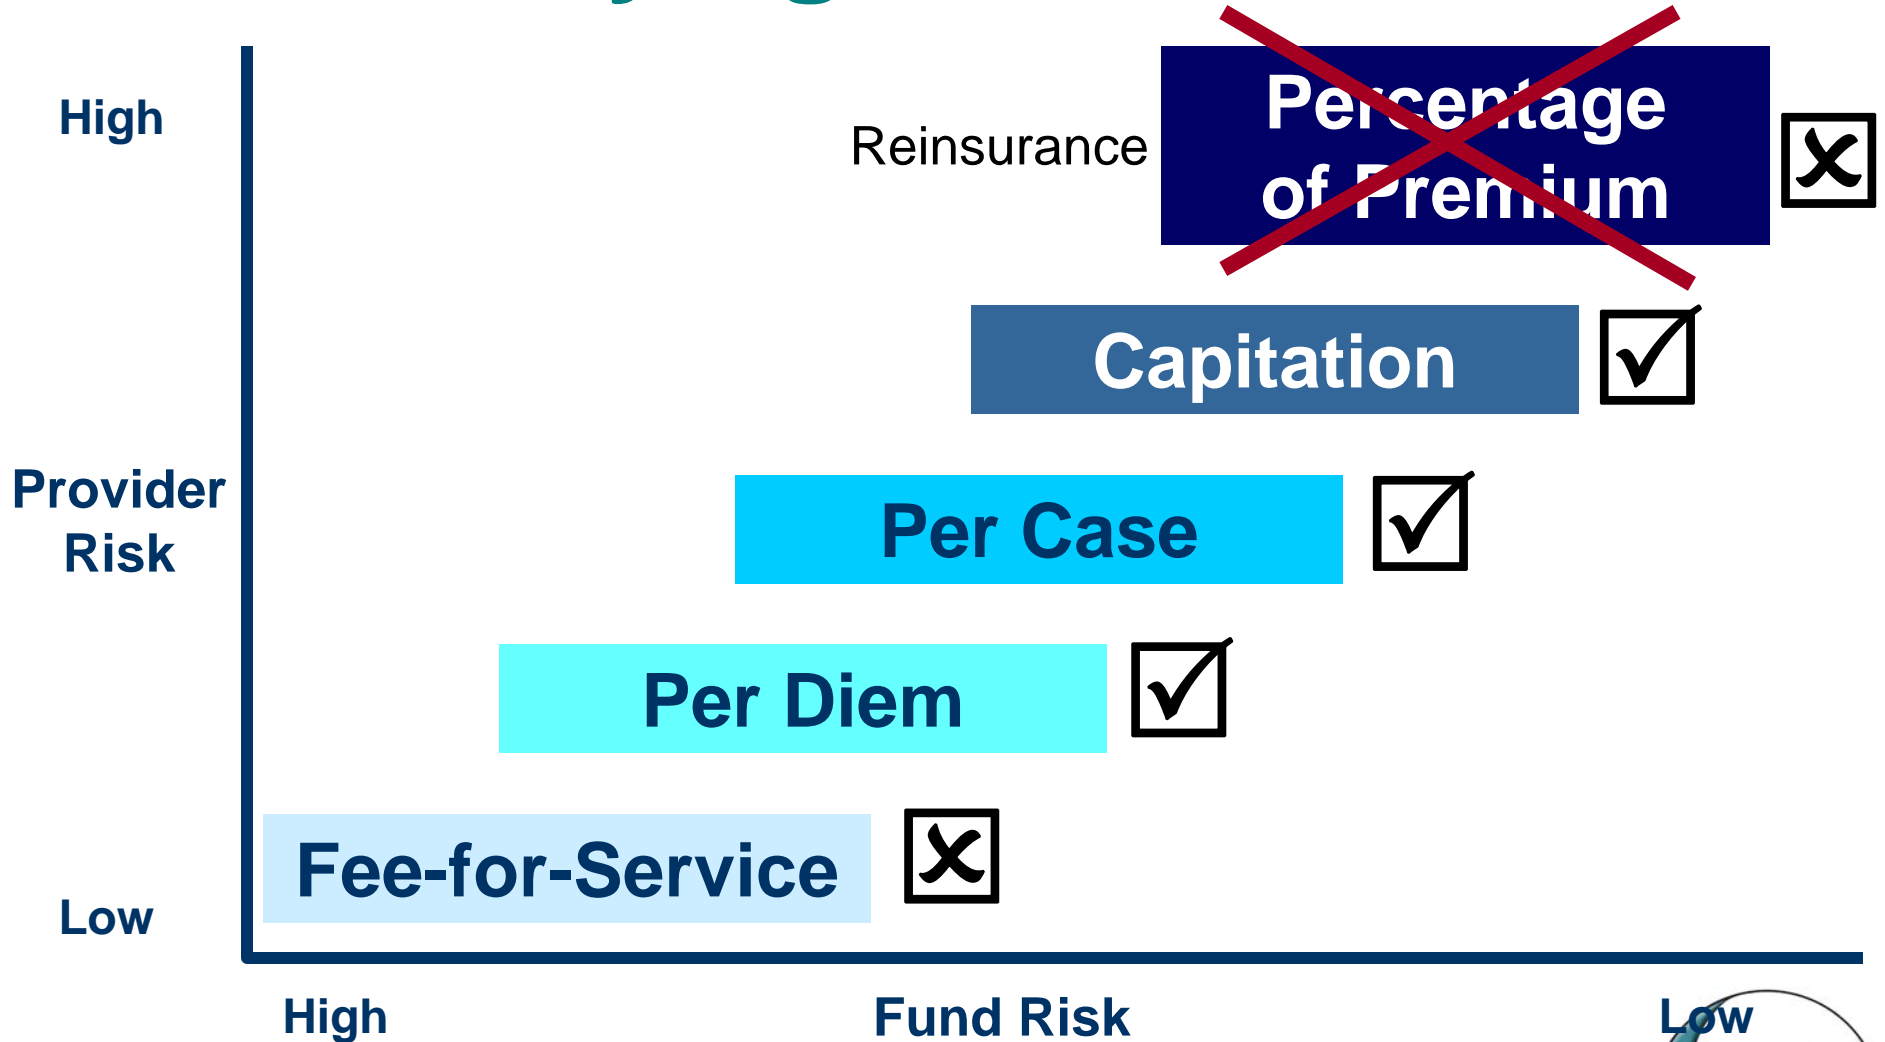 High
Reinsurance
Percentage
of Premium
Capitation
Provider
Risk
Per Case
Per Diem
Fee-for-Service
Low
High
Fund Risk
Low